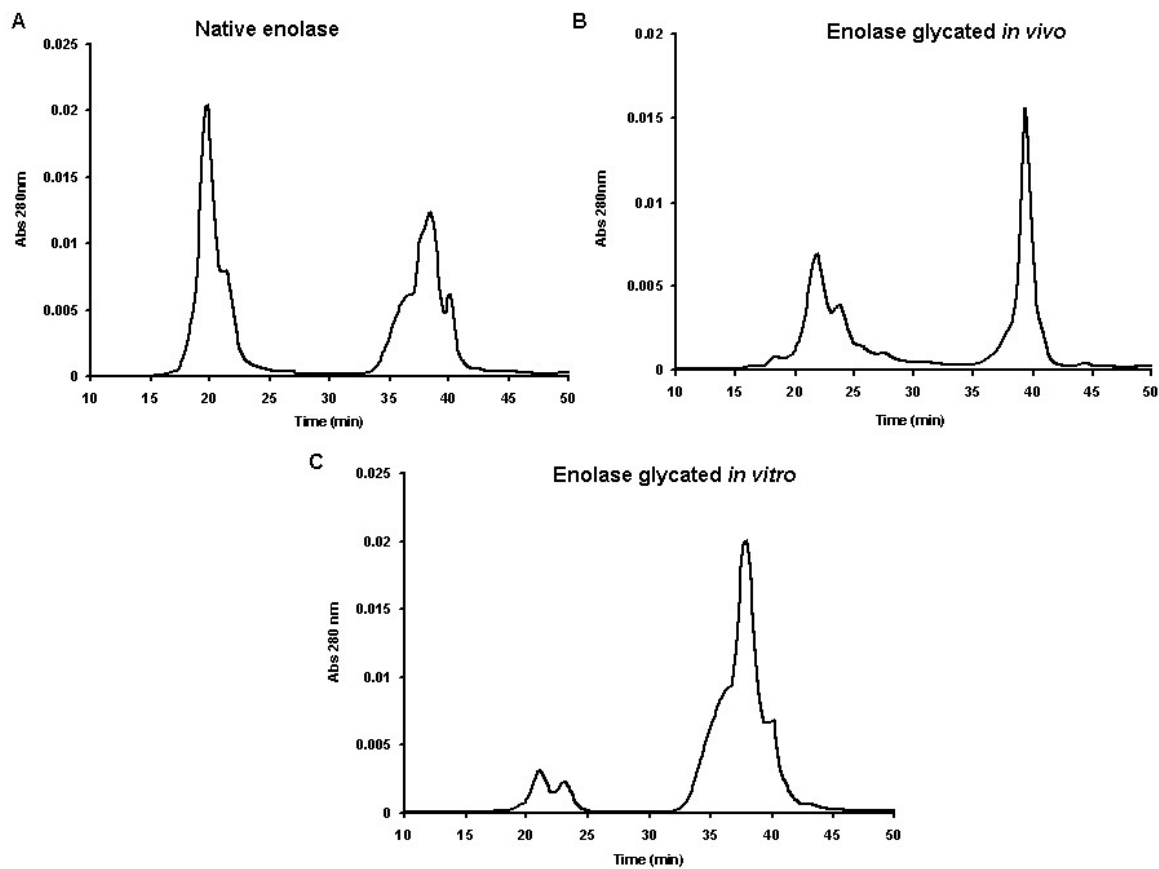 A
Native enolase
0.025
0.02
0.015
0.01
0.005
0
Abs 280nm
10 15 20 25 30 35 40 45 50
Time (min)
B
Enolase glycated in vivo
0.02
0.015
0.01
0.005
0
Abs 280nm
10 15 20 25 30 35 40 45 50
Time (min)
C
Enolase glycated in vitro
0.025
0.02
0.015
0.01
0.005
0
Abs 280 nm
10 15 20 25 30 35 40 45 50
Time (min)